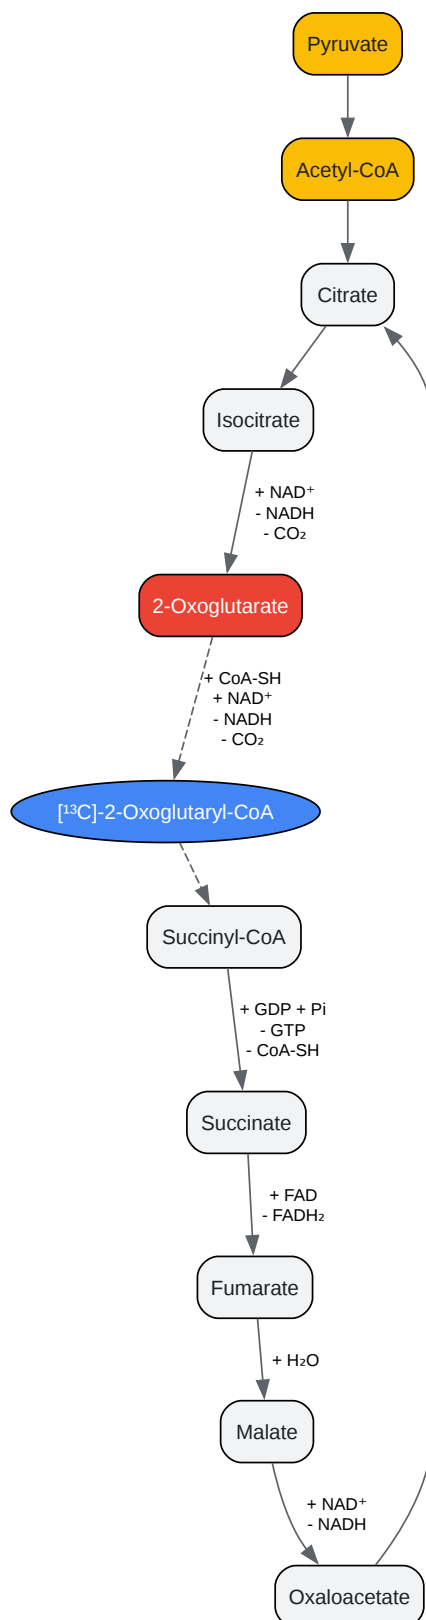 Pyruvate
Acetyl-CoA
Citrate
Isocitrate
+ NAD⁺
- NADH
- CO₂
2-Oxoglutarate
+ CoA-SH
+ NAD⁺
- NADH
- CO₂
[¹³C]-2-Oxoglutaryl-CoA
Succinyl-CoA
+ GDP + Pi
- GTP
- CoA-SH
Succinate
+ FAD
- FADH₂
Fumarate
+ H₂O
Malate
+ NAD⁺
- NADH
Oxaloacetate